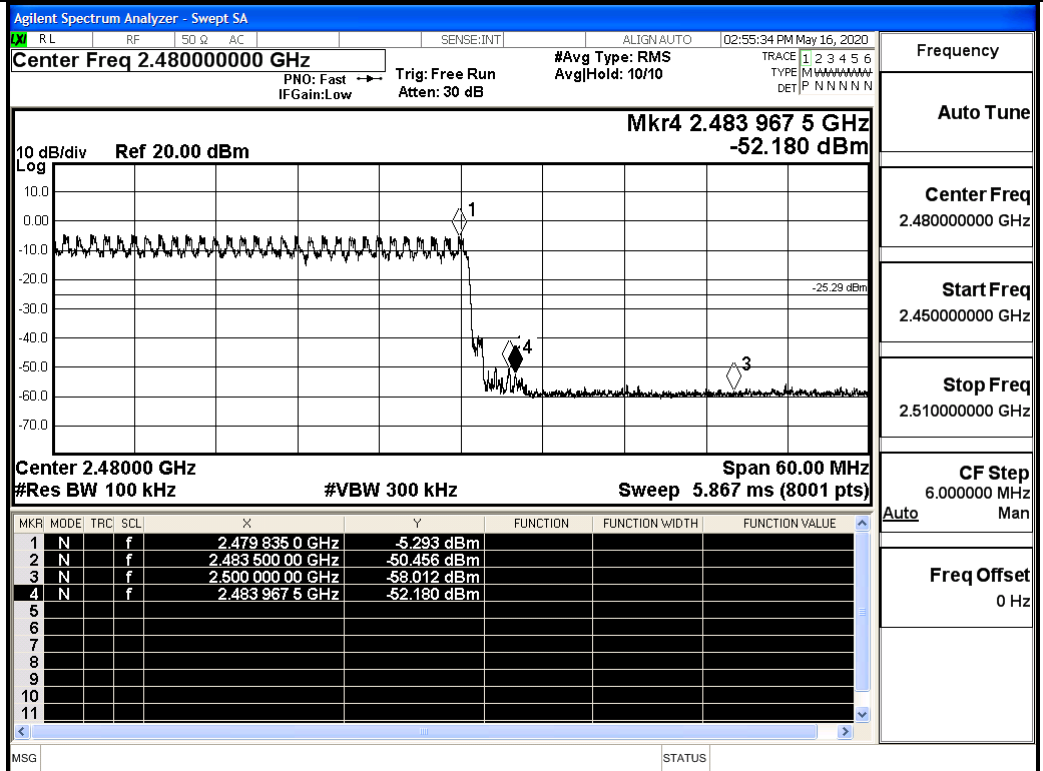 Agilent Spectrum Analyzer - Swept SA
LXI RL RF 50 Ω AC SENSE:INT ALIGNAUTO 02:55:34 PM May 16, 2020
Center Freq 2.480000000 GHz
PNO: Fast
IFGain:Low
Trig: Free Run
Atten: 30 dB
#Avg Type: RMS
Avg|Hold: 10/10
TRACE 1 2 3 4 5 6
TYPE M WWWWW
DET P N N N N N
Mkr4 2.483 967 5 GHz
-52.180 dBm
10 dB/div Ref 20.00 dBm
Log
10.0
0.00
-10.0
-20.0
-30.0
-40.0
-50.0
-60.0
-70.0
1
4
3
-25.29 dBm
Center 2.48000 GHz Span 60.00 MHz
#Res BW 100 kHz #VBW 300 kHz Sweep 5.867 ms (8001 pts)
MKR MODE TRC SCL X Y FUNCTION FUNCTION WIDTH FUNCTION VALUE
1 N f 2.479 835 0 GHz -5.293 dBm
2 N f 2.483 500 00 GHz -50.456 dBm
3 N f 2.500 000 00 GHz -58.012 dBm
4 N f 2.483 967 5 GHz -52.180 dBm
5
6
7
8
9
10
11
MSG STATUS
Frequency
Auto Tune
Center Freq
2.480000000 GHz
Start Freq
2.450000000 GHz
Stop Freq
2.510000000 GHz
CF Step
6.000000 MHz
Auto Man
Freq Offset
0 Hz